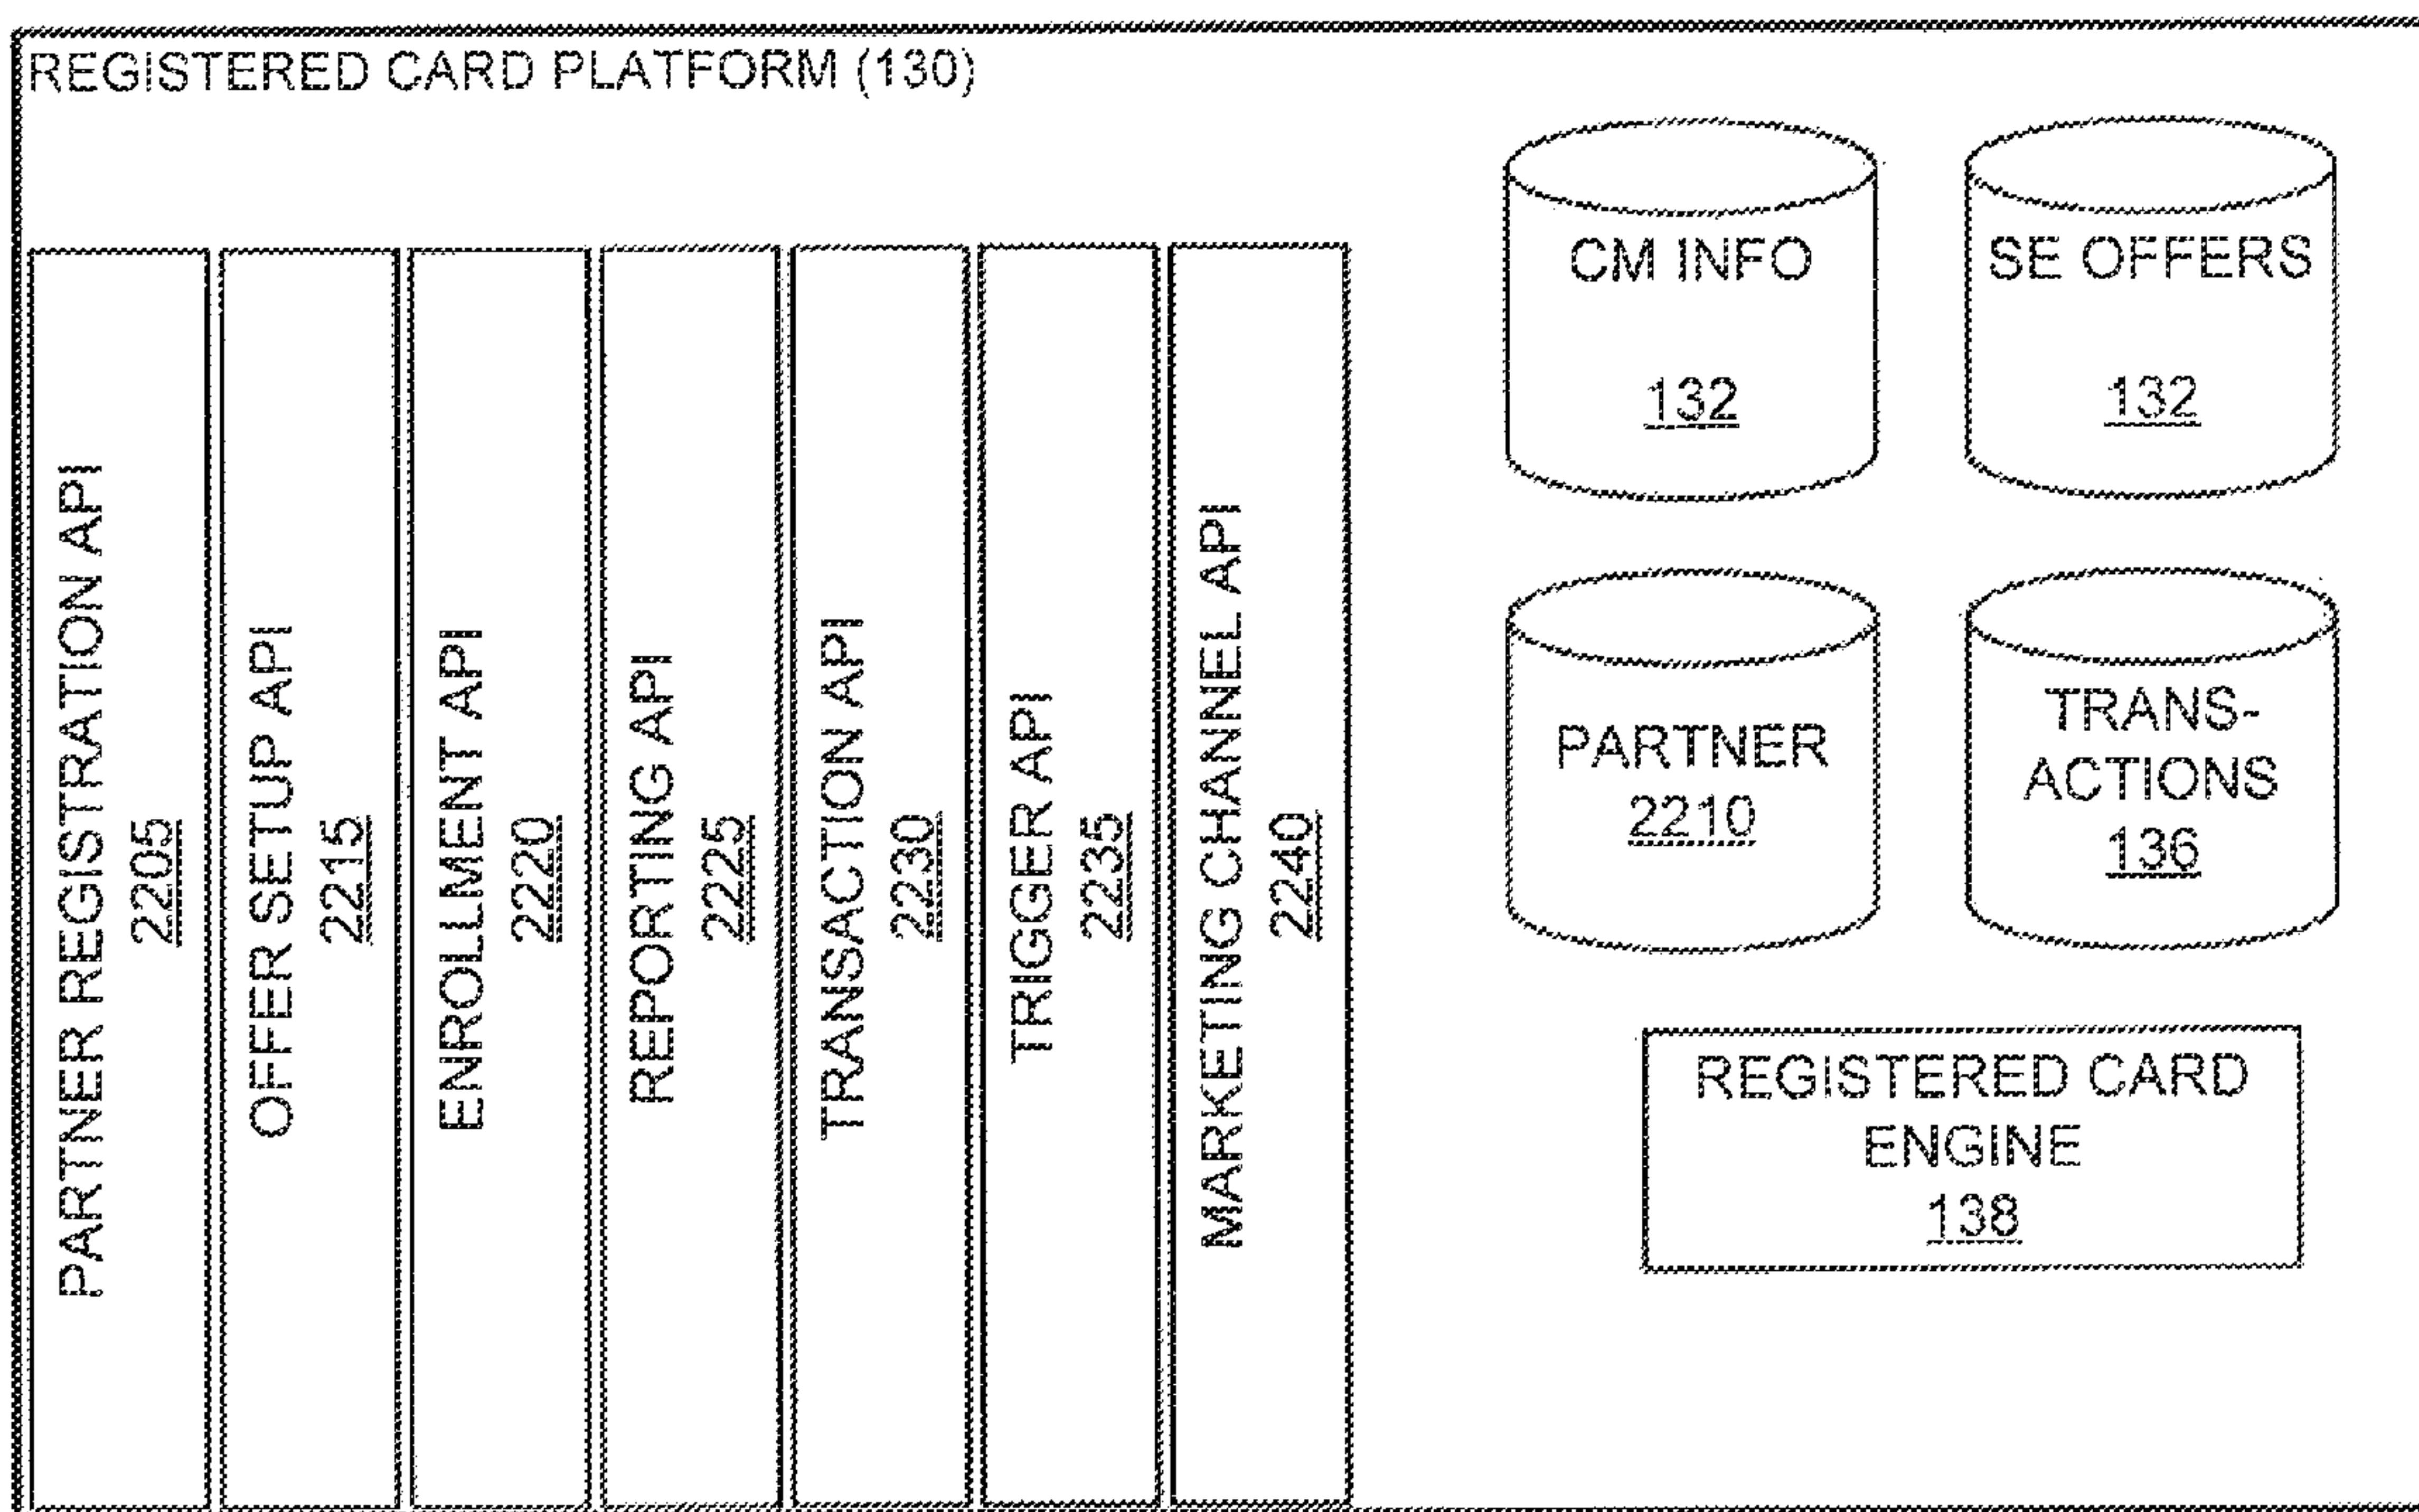 REGISTERED CARD PLATFORM (130)
PARTNER REGISTRATION API
2205
OFFER SETUP API
2215
ENROLLMENT API
2220
REPORTING API
2225
TRANSACTION API
2230
TRIGGER API
2235
MARKETING CHANNEL API
2240
CM INFO
132
SE OFFERS
132
PARTNER
2210
TRANS-
ACTIONS
136
REGISTERED CARD
ENGINE
138